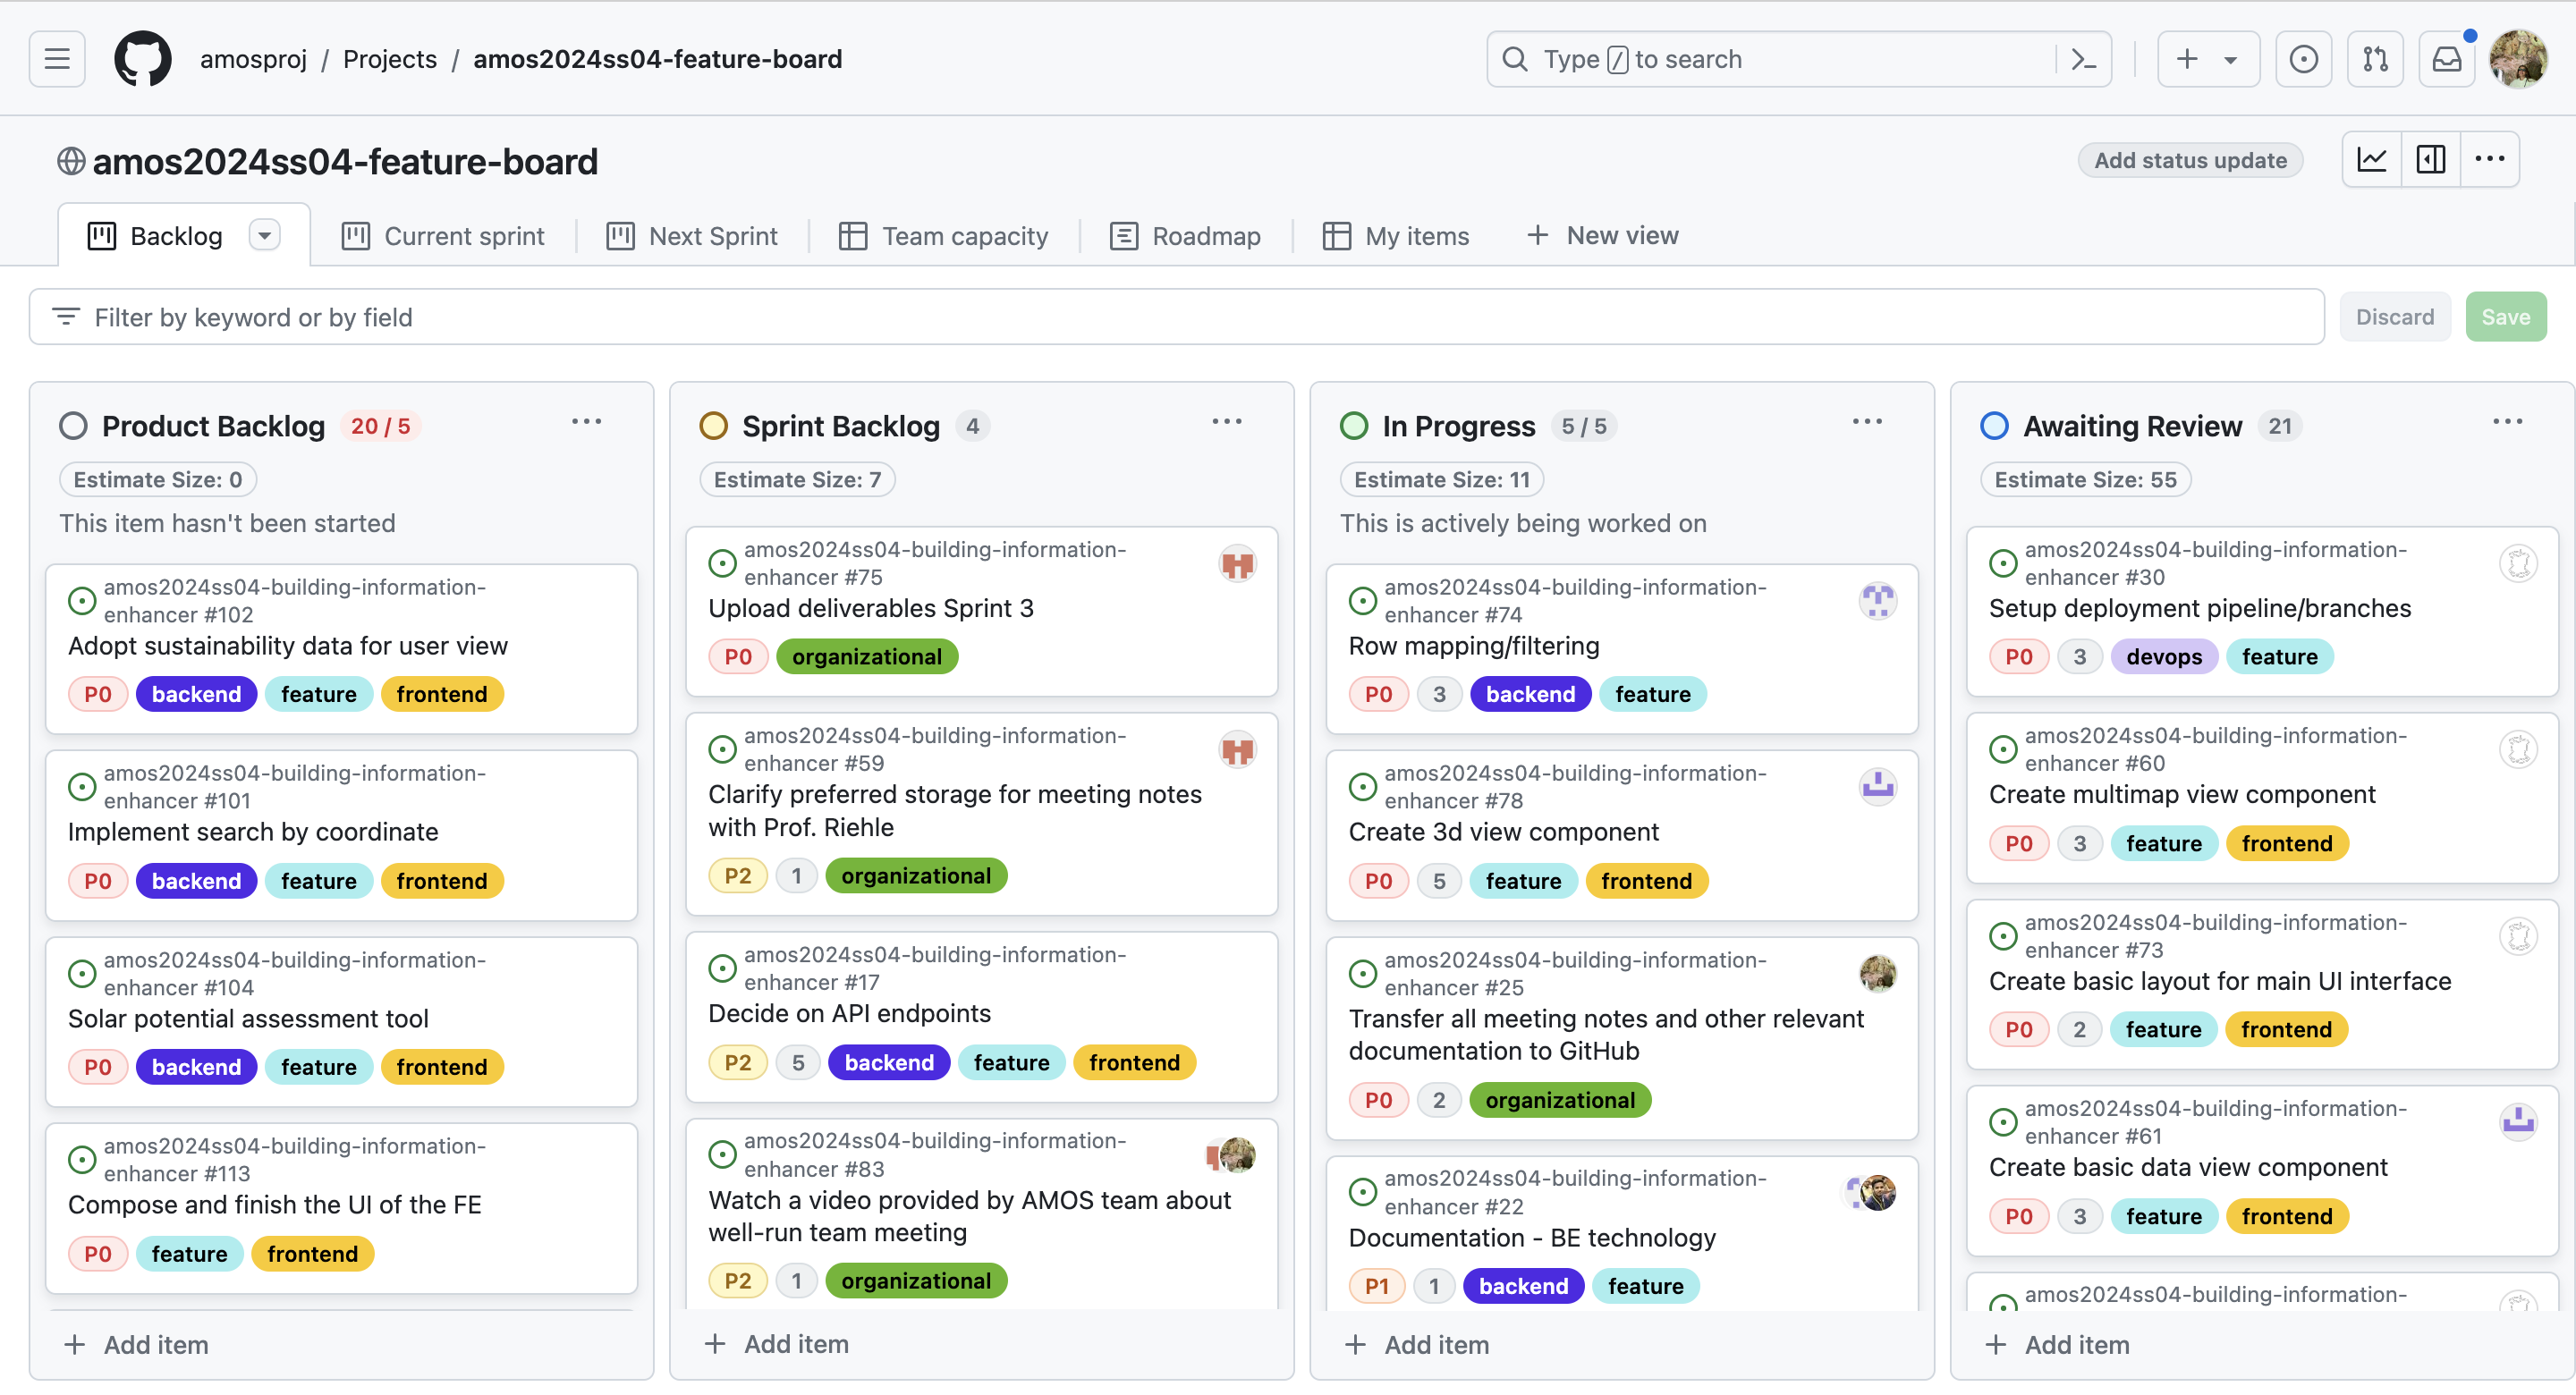 amosproj / Projects / amos2024ss04-feature-board
Type / to search
amos2024ss04-feature-board
Add status update
Backlog
Current sprint
Next Sprint
Team capacity
Roadmap
My items
New view
Filter by keyword or by field
Discard
Save
Product Backlog 20 / 5
Estimate Size: 0
This item hasn't been started
amos2024ss04-building-information-
enhancer #102
Adopt sustainability data for user view
P0 backend feature frontend
amos2024ss04-building-information-
enhancer #101
Implement search by coordinate
P0 backend feature frontend
amos2024ss04-building-information-
enhancer #104
Solar potential assessment tool
P0 backend feature frontend
amos2024ss04-building-information-
enhancer #113
Compose and finish the UI of the FE
P0 feature frontend
Add item
Sprint Backlog 4
Estimate Size: 7
amos2024ss04-building-information-
enhancer #75
Upload deliverables Sprint 3
P0 organizational
amos2024ss04-building-information-
enhancer #59
Clarify preferred storage for meeting notes
with Prof. Riehle
P2 1 organizational
amos2024ss04-building-information-
enhancer #17
Decide on API endpoints
P2 5 backend feature frontend
amos2024ss04-building-information-
enhancer #83
Watch a video provided by AMOS team about
well-run team meeting
P2 1 organizational
Add item
In Progress 5 / 5
Estimate Size: 11
This is actively being worked on
amos2024ss04-building-information-
enhancer #74
Row mapping/filtering
P0 3 backend feature
amos2024ss04-building-information-
enhancer #78
Create 3d view component
P0 5 feature frontend
amos2024ss04-building-information-
enhancer #25
Transfer all meeting notes and other relevant
documentation to GitHub
P0 2 organizational
amos2024ss04-building-information-
enhancer #22
Documentation - BE technology
P1 1 backend feature
Add item
Awaiting Review 21
Estimate Size: 55
amos2024ss04-building-information-
enhancer #30
Setup deployment pipeline/branches
P0 3 devops feature
amos2024ss04-building-information-
enhancer #60
Create multimap view component
P0 3 feature frontend
amos2024ss04-building-information-
enhancer #73
Create basic layout for main UI interface
P0 2 feature frontend
amos2024ss04-building-information-
enhancer #61
Create basic data view component
P0 3 feature frontend
amos2024ss04-building-information-
Add item